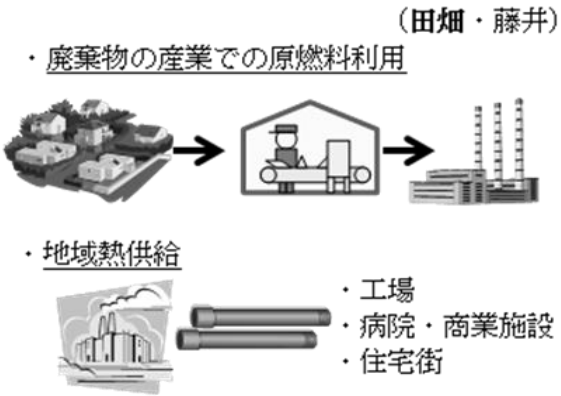 （田畑・藤井）
・廃棄物の産業での原燃料利用
・地域熱供給
・工場
・病院・商業施設
・住宅街